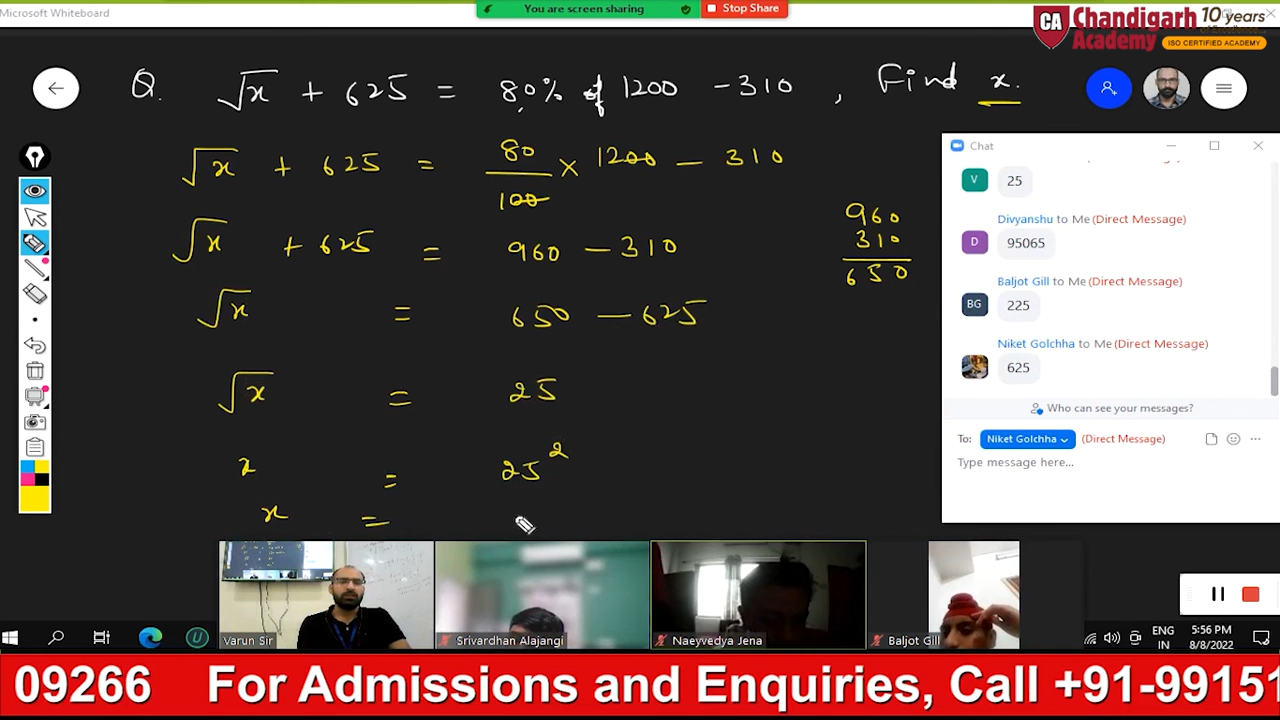 Microsoft Whiteboard
You are screen sharing
Stop Share
CA Chandigarh Academy
10 years
ISO CERTIFIED ACADEMY
Q. √x + 625 = 80% of 1200 - 310 , Find x.
√x + 625 = 80/100 × 1200 - 310
√x + 625 = 960 - 310
960
310
650
√x = 650 - 625
√x = 25
x = 25²
x =
Chat
V
25
Divyanshu to Me (Direct Message)
D
95065
Baljot Gill to Me (Direct Message)
BG
225
Niket Golchha to Me (Direct Message)
625
Who can see your messages?
To: Niket Golchha (Direct Message)
Type message here...
Varun Sir
Srivardhan Alajangi
Naeyvedya Jena
Baljot Gill
ENG
IN
5:56 PM
8/8/2022
09266 For Admissions and Enquiries, Call +91-99151